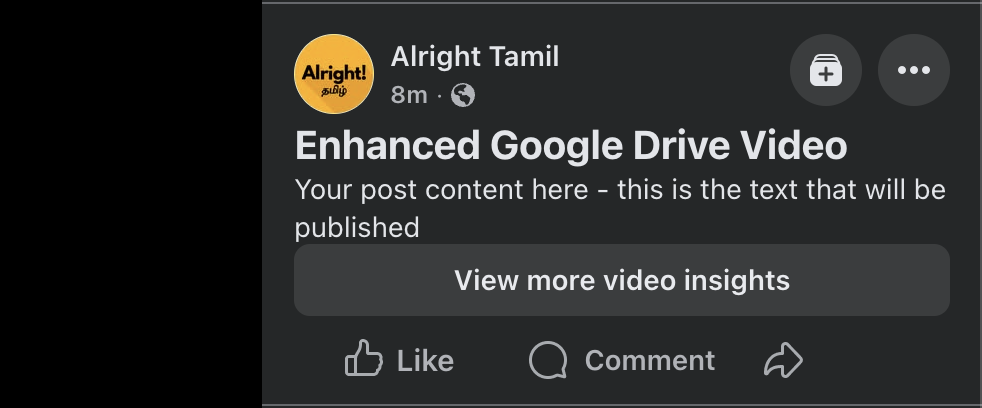 Alright!
தமிழ்
Alright Tamil
8m ·
Enhanced Google Drive Video
Your post content here - this is the text that will be
published
View more video insights
Like
Comment